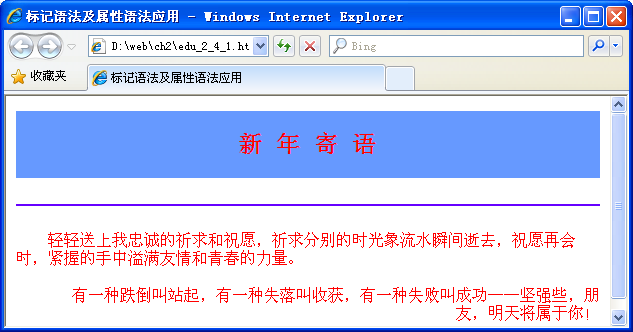 标记语法及属性语法应用 - Windows Internet Explorer
D:\web\ch2\edu_2_4_1.ht
Bing
收藏夹
标记语法及属性语法应用
新 年 寄 语
轻轻送上我忠诚的祈求和祝愿，祈求分别的时光象流水瞬间逝去，祝愿再会
时，紧握的手中溢满友情和青春的力量。
有一种跌倒叫站起，有一种失落叫收获，有一种失败叫成功——坚强些，朋
友，明天将属于你！